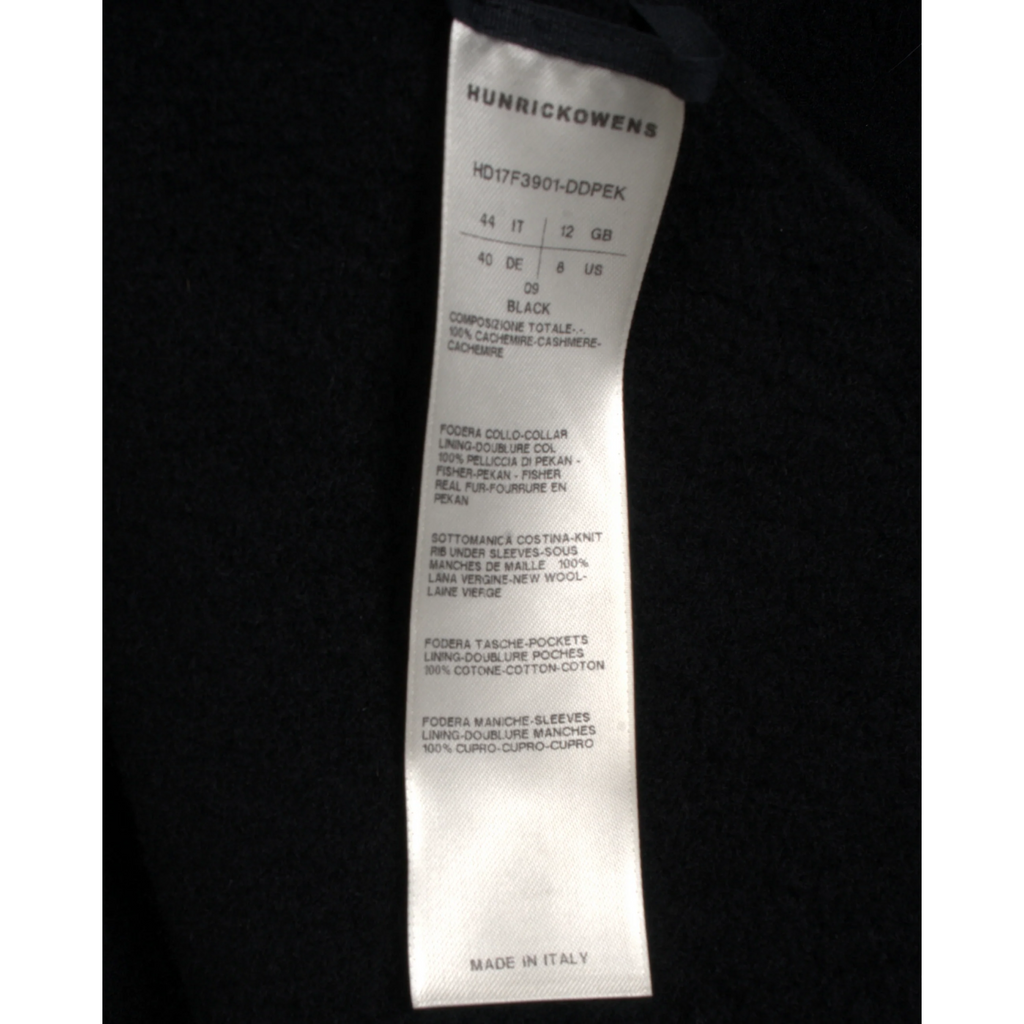 HUNRICKOWENS
HD17F3901-DDPEK
44 IT 12 GB
40 DE 8 US
09
BLACK
COMPOSIZIONE TOTALE-.-.
100% CACHEMIRE-CASHMERE-
CACHEMIRE
FODERA COLLO-COLLAR
LINING-DOUBLURE COL
100% PELLICCIA DI PEKAN -
FISHER-PEKAN - FISHER
REAL FUR-FOURRURE EN
PEKAN
SOTTOMANICA COSTINA-KNIT
RIB UNDER SLEEVES-SOUS
MANCHES DE MAILLE 100%
LANA VERGINE-NEW WOOL-
LAINE VIERGE
FODERA TASCHE-POCKETS
LINING-DOUBLURE POCHES
100% COTONE-COTTON-COTON
FODERA MANICHE-SLEEVES
LINING-DOUBLURE MANCHES
100% CUPRO-CUPRO-CUPRO
MADE IN ITALY